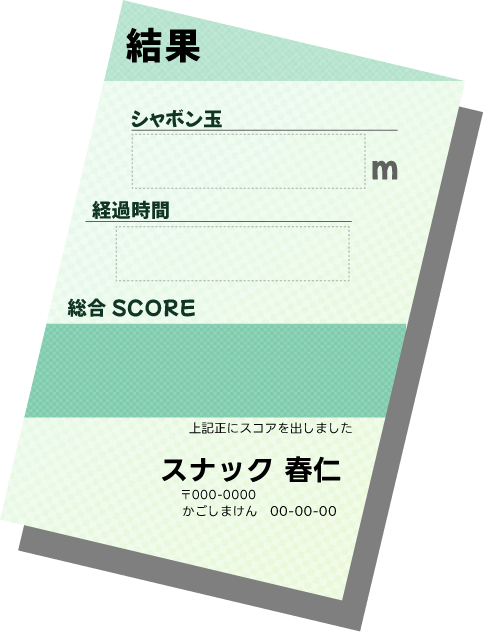 結果
シャボン玉
m
経過時間
総合 SCORE
上記正にスコアを出しました
スナック 春仁
〒000-0000
かごしまけん 00-00-00